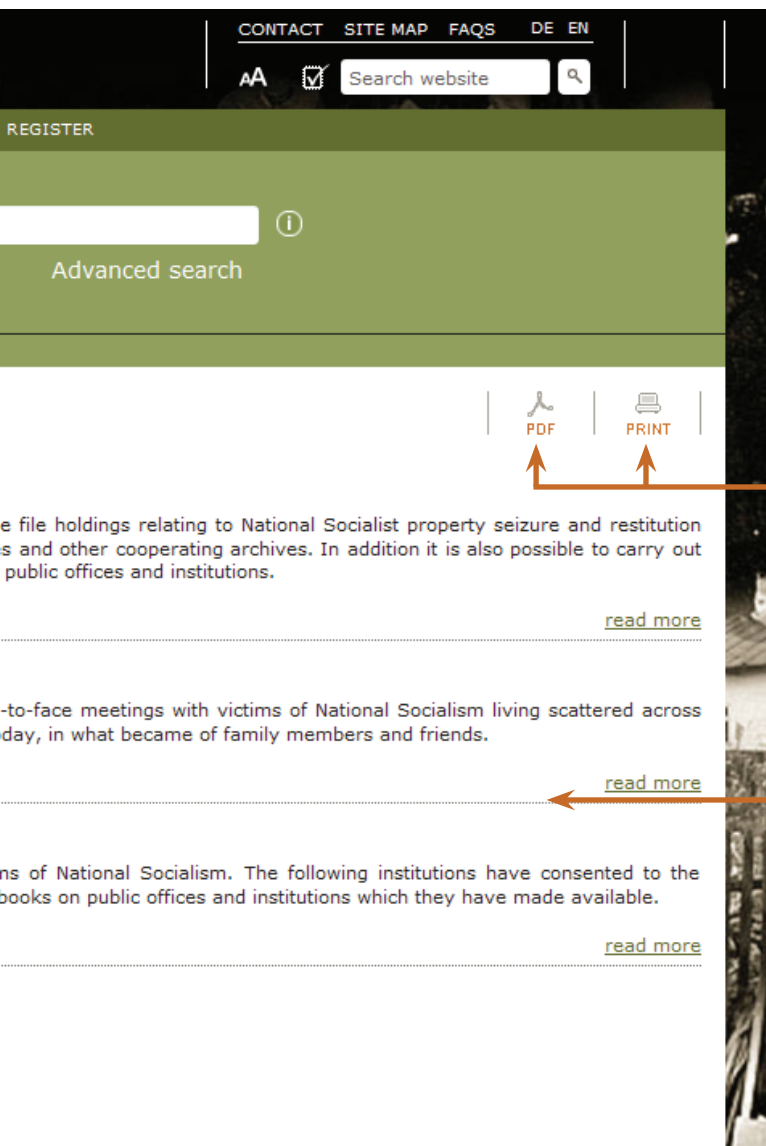 CONTACT SITE MAP FAQS DE EN
AA Search website
REGISTER
Advanced search
PDF PRINT
e file holdings relating to National Socialist property seizure and restitution
es and other cooperating archives. In addition it is also possible to carry out
public offices and institutions.
read more
-to-face meetings with victims of National Socialism living scattered across
oday, in what became of family members and friends.
read more
ms of National Socialism. The following institutions have consented to the
books on public offices and institutions which they have made available.
read more